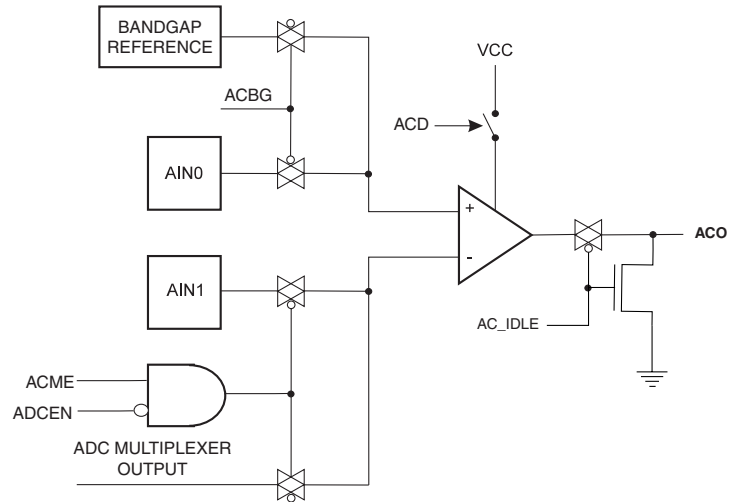 BANDGAP
REFERENCE
VCC
ACBG
ACD
AIN0
+
ACO
-
AIN1
AC_IDLE
ACME
ADCEN
ADC MULTIPLEXER
OUTPUT